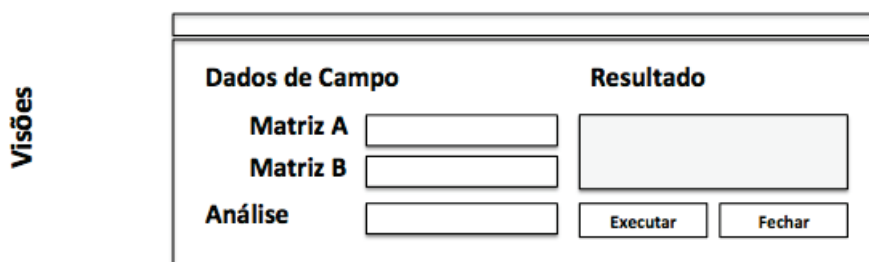 Visões
Dados de Campo
Resultado
Matriz A
Matriz B
Análise
Executar
Fechar